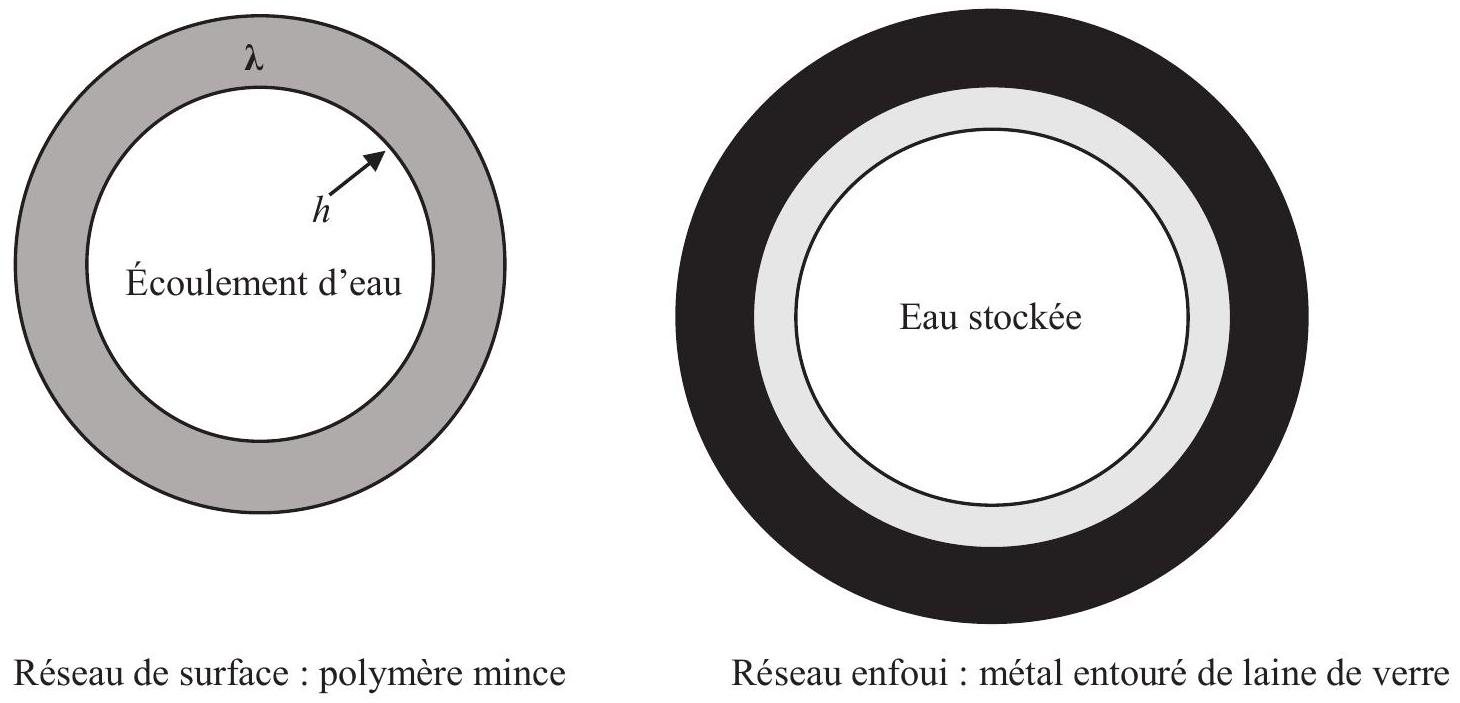 λ
h
Écoulement d'eau
Eau stockée
Réseau de surface : polymère mince
Réseau enfoui : métal entouré de laine de verre